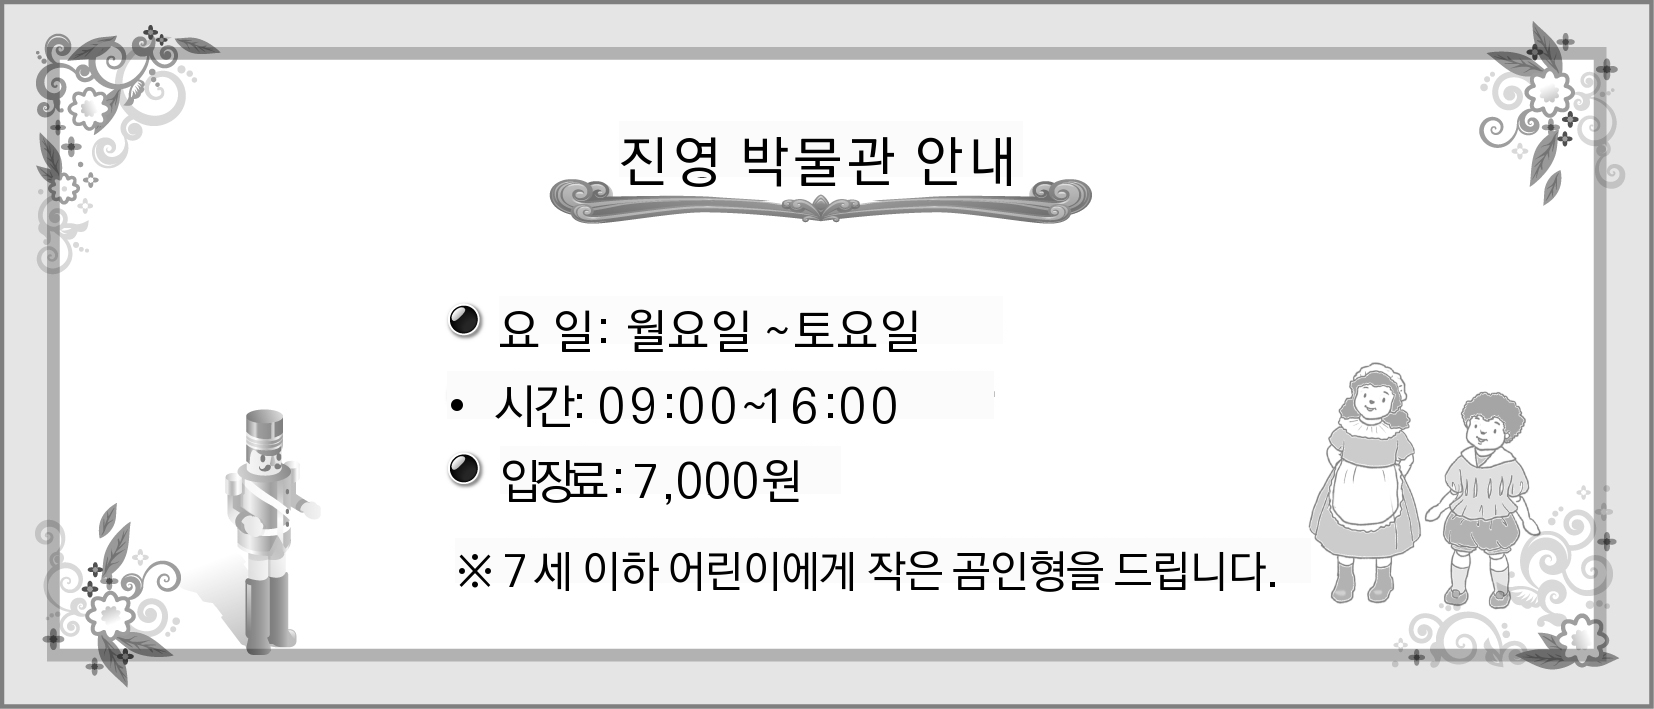 진영 박물관 안내
요 일: 월요일 ~토요일
• 시간: 09:00~16:00
입장료: 7,000원
※ 7세 이하 어린이에게 작은 곰인형을 드립니다.